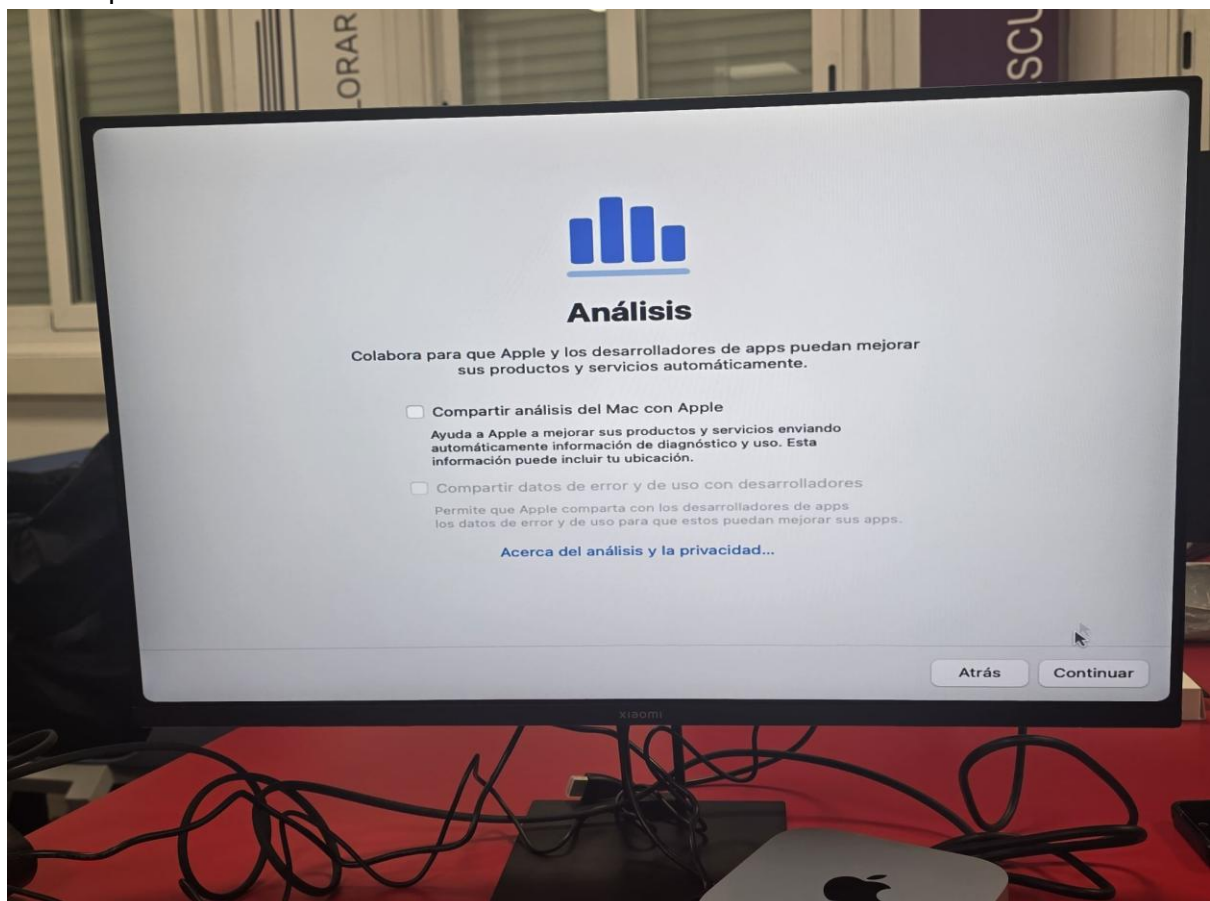 ORAR
SCU
Análisis
Colabora para que Apple y los desarrolladores de apps puedan mejorar
sus productos y servicios automáticamente.
Compartir análisis del Mac con Apple
Ayuda a Apple a mejorar sus productos y servicios enviando
automáticamente información de diagnóstico y uso. Esta
información puede incluir tu ubicación.
Compartir datos de error y de uso con desarrolladores
Permite que Apple comparta con los desarrolladores de apps
los datos de error y de uso para que estos puedan mejorar sus apps.
Acerca del análisis y la privacidad...
Atrás Continuar
xiaomi